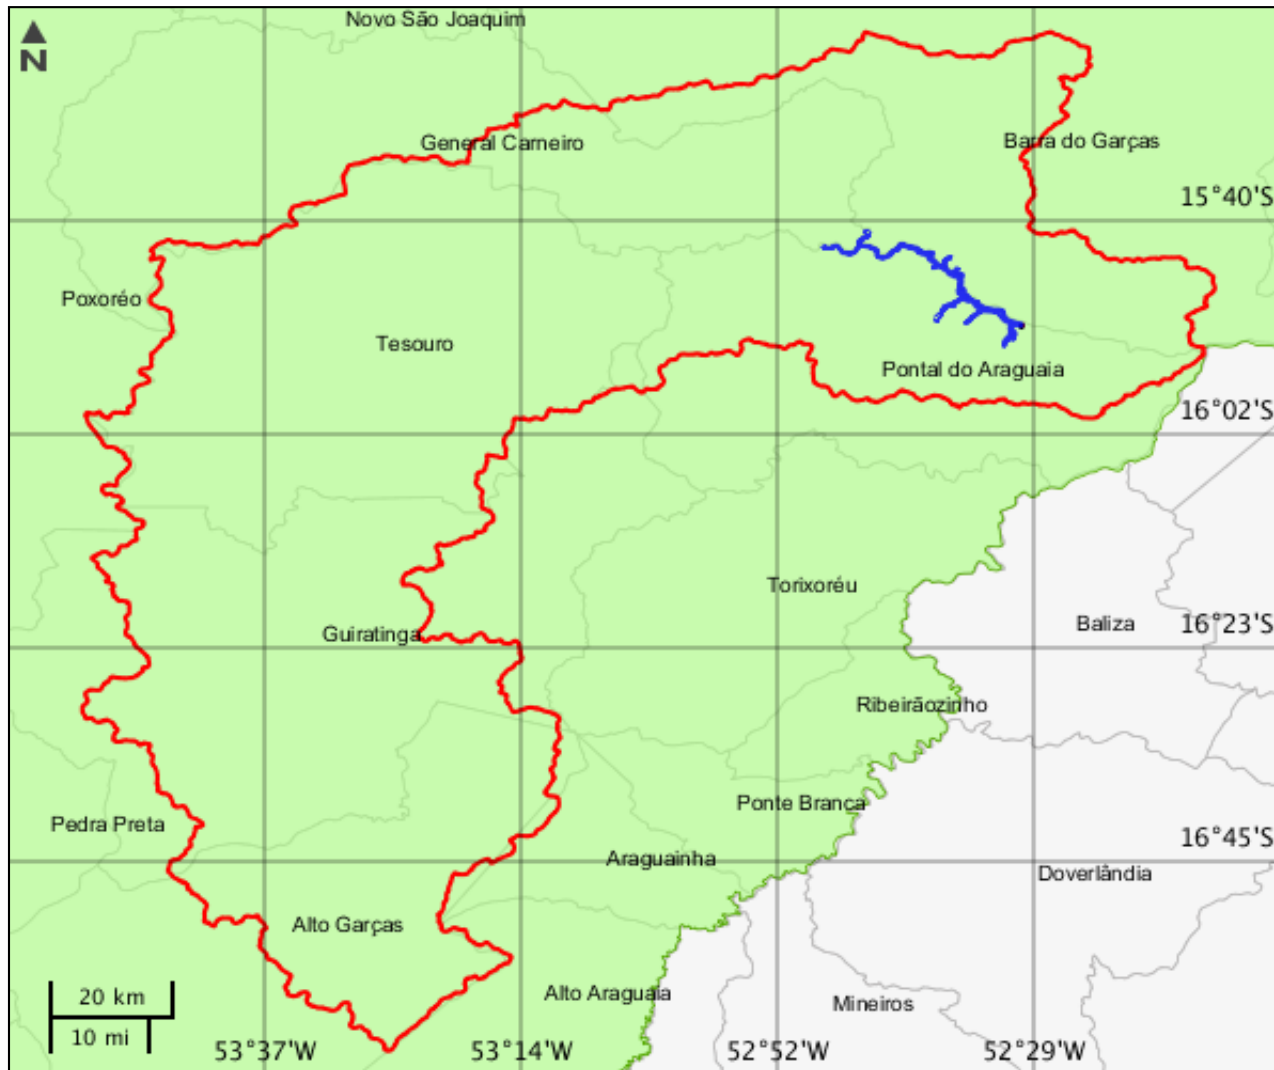 Novo São Joaquim
N
General Carneiro
Barra do Garças
15°40'S
Poxoréo
Tesouro
Pontal do Araguaia
16°02'S
Torixoréu
Guiratinga
Baliza
16°23'S
Ribeirãozinho
Ponte Branca
Pedra Preta
16°45'S
Araguainha
Doverlândia
Alto Garças
20 km
Alto Araguaia
Mineiros
10 mi
53°37'W
53°14'W
52°52'W
52°29'W